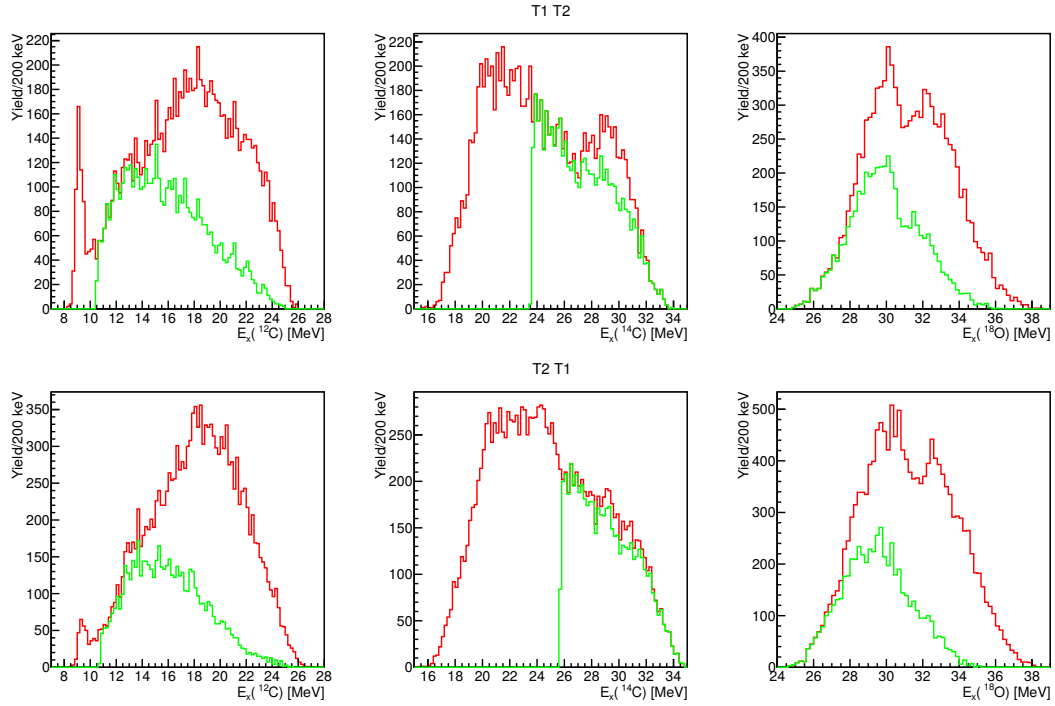 T1 T2
Yield/200 keV
220
200
180
160
140
120
100
80
60
40
20
0
8 10 12 14 16 18 20 22 24 26 28
E_x(^12C) [MeV]
Yield/200 keV
220
200
180
160
140
120
100
80
60
40
20
0
16 18 20 22 24 26 28 30 32 34
E_x(^14C) [MeV]
Yield/200 keV
400
350
300
250
200
150
100
50
0
24 26 28 30 32 34 36 38
E_x(^18O) [MeV]
T2 T1
Yield/200 keV
350
300
250
200
150
100
50
0
8 10 12 14 16 18 20 22 24 26 28
E_x(^12C) [MeV]
Yield/200 keV
250
200
150
100
50
0
16 18 20 22 24 26 28 30 32 34
E_x(^14C) [MeV]
Yield/200 keV
500
400
300
200
100
0
24 26 28 30 32 34 36 38
E_x(^18O) [MeV]